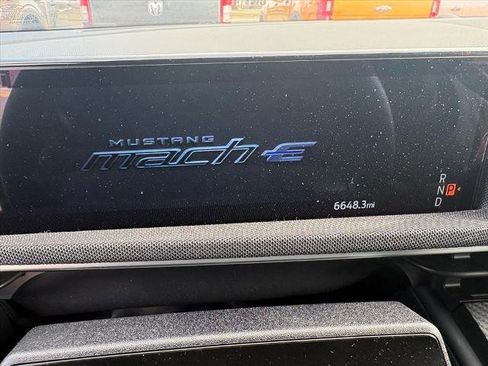 MUSTANG
mach-E
R
N P
D
6648.3mi